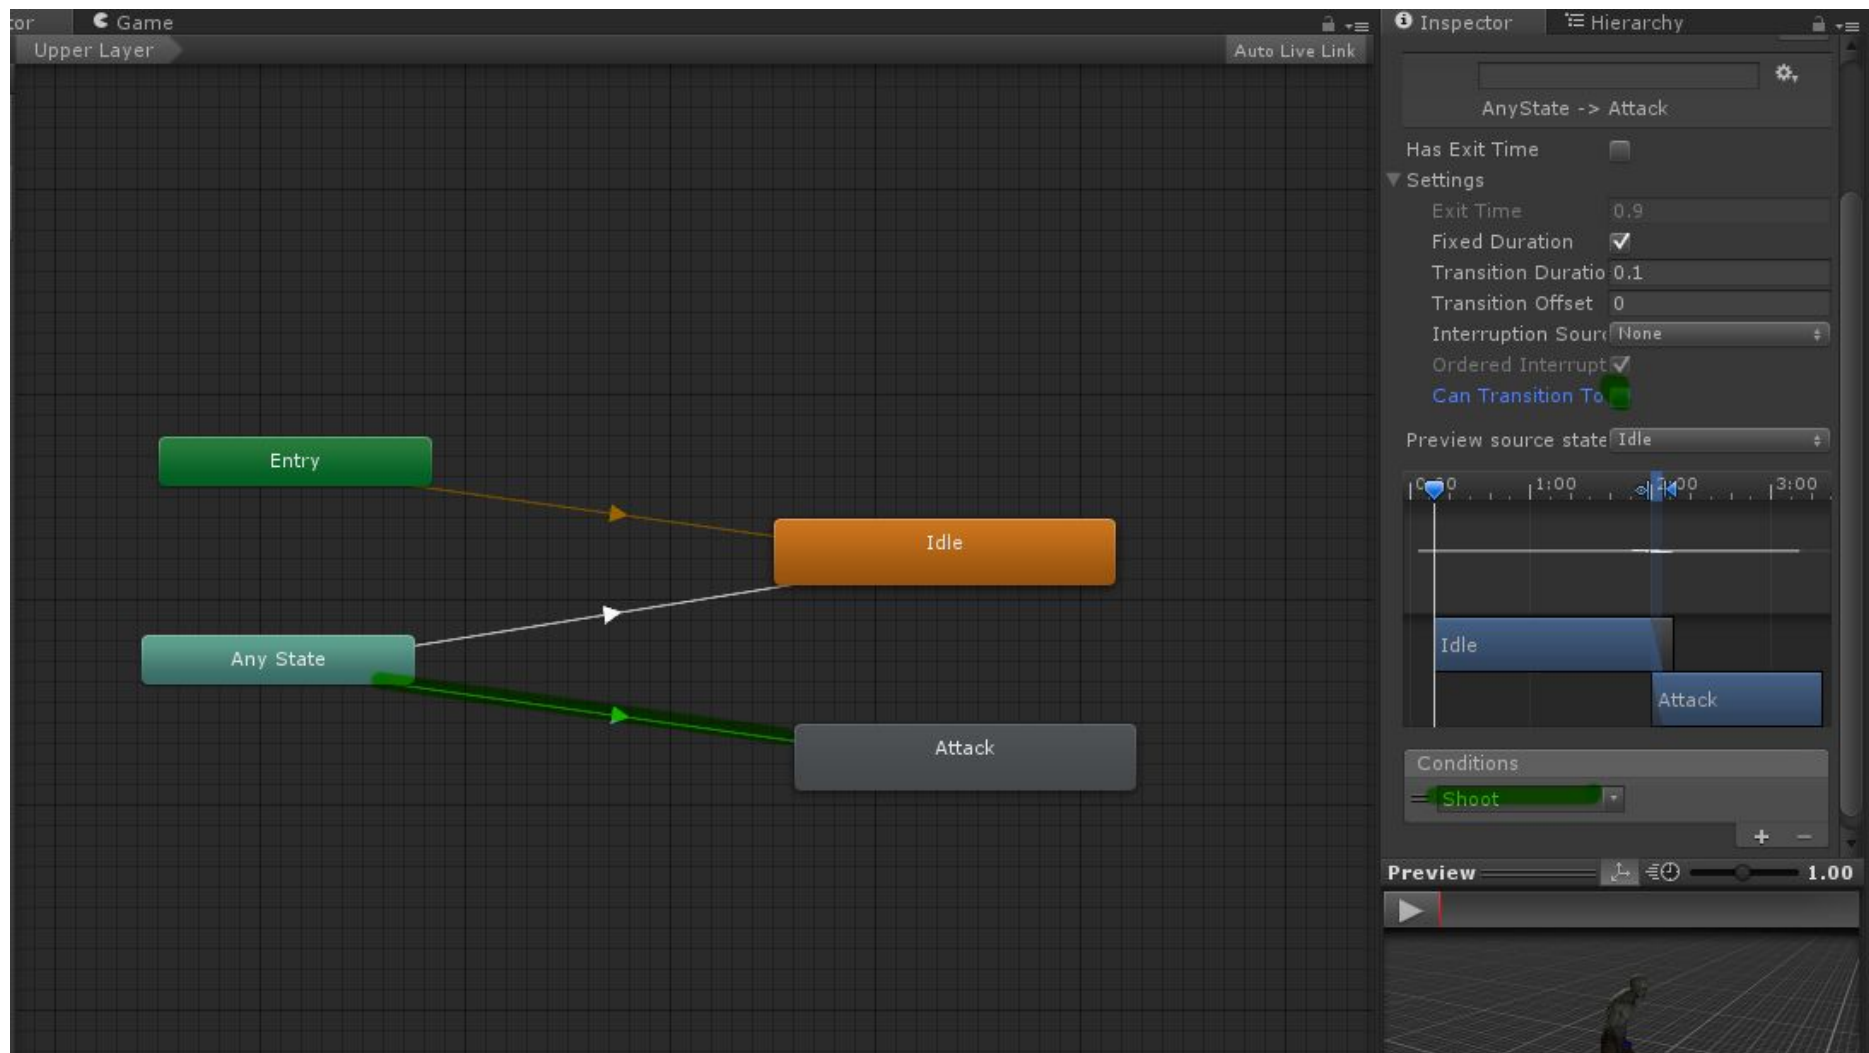 tor Game
Upper Layer Auto Live Link
Entry
Idle
Any State
Attack
Inspector Hierarchy
AnyState -> Attack
Has Exit Time
Settings
Exit Time 0.9
Fixed Duration
Transition Duratio 0.1
Transition Offset 0
Interruption Sourc None
Ordered Interrupt
Can Transition To
Preview source state Idle
1:00 3:00
Idle
Attack
Conditions
Shoot
Preview 1.00